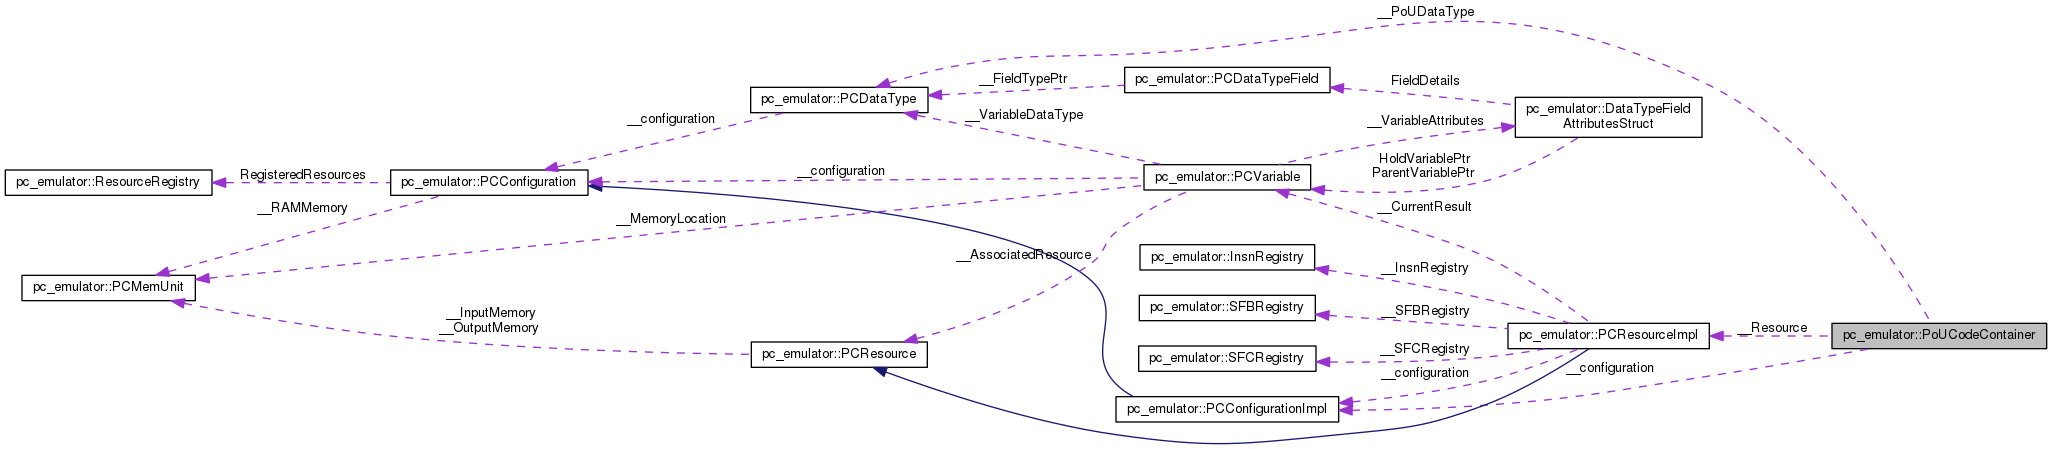 __PoUDataType
__FieldTypePtr
pc_emulator::PCDataTypeField
FieldDetails
pc_emulator::PCDataType
pc_emulator::DataTypeField
AttributesStruct
__configuration
__VariableDataType
__VariableAttributes
HoldVariablePtr
ParentVariablePtr
pc_emulator::ResourceRegistry
RegisteredResources
pc_emulator::PCConfiguration
__configuration
pc_emulator::PCVariable
__RAMMemory
__MemoryLocation
__CurrentResult
__AssociatedResource
pc_emulator::InsnRegistry
__InsnRegistry
pc_emulator::PCMemUnit
__InputMemory
__OutputMemory
pc_emulator::SFBRegistry
__SFBRegistry
pc_emulator::PCResourceImpl
__Resource
pc_emulator::PoUCodeContainer
pc_emulator::PCResource
pc_emulator::SFCRegistry
__SFCRegistry
__configuration
__configuration
pc_emulator::PCConfigurationImpl